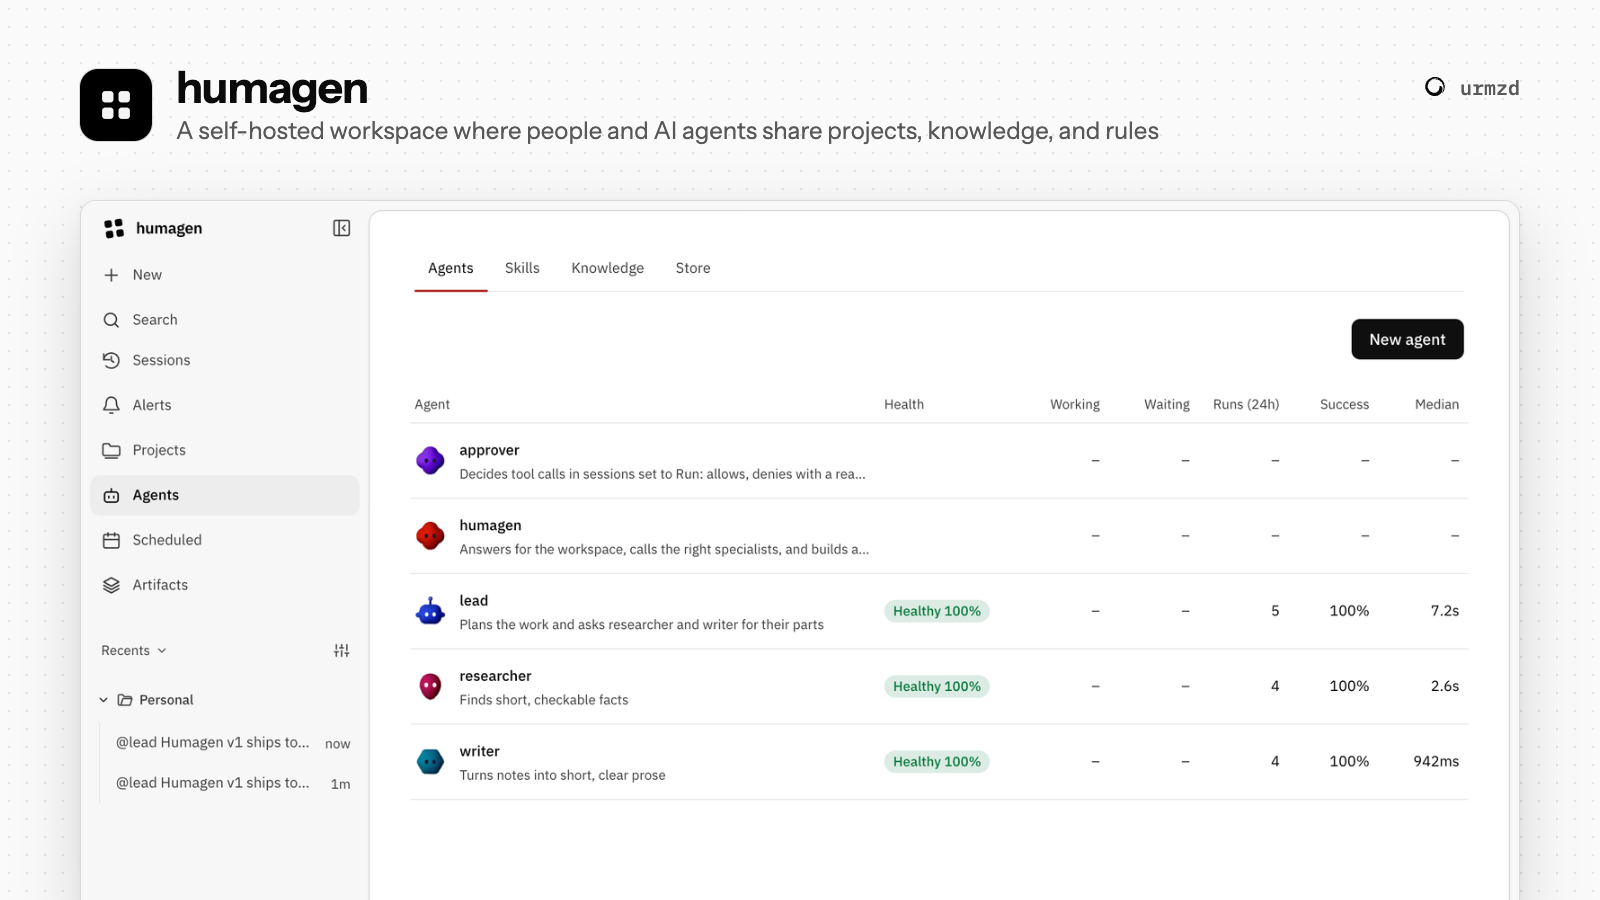 humagen
A self-hosted workspace where people and AI agents share projects, knowledge, and rules
urmzd
humagen
New
Search
Sessions
Alerts
Projects
Agents
Scheduled
Artifacts
Recents
Personal
@lead Humagen v1 ships to... now
@lead Humagen v1 ships to... 1m
Agents Skills Knowledge Store
New agent
Agent Health Working Waiting Runs (24h) Success Median
approver
Decides tool calls in sessions set to Run: allows, denies with a rea... – – – – –
humagen
Answers for the workspace, calls the right specialists, and builds a... – – – – –
lead
Plans the work and asks researcher and writer for their parts
Healthy 100% – – 5 100% 7.2s
researcher
Finds short, checkable facts
Healthy 100% – – 4 100% 2.6s
writer
Turns notes into short, clear prose
Healthy 100% – – 4 100% 942ms